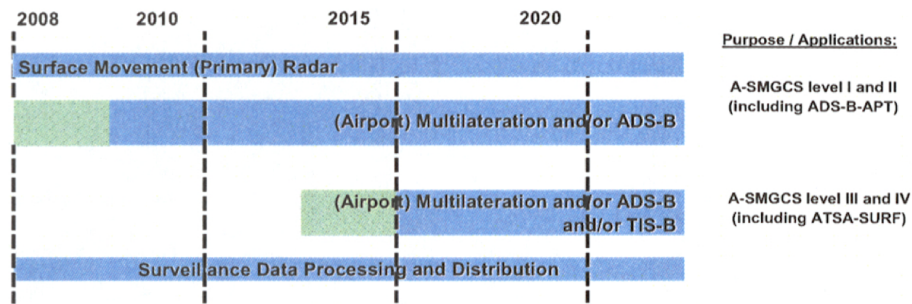 2008 2010 2015 2020
Purpose / Applications:
Surface Movement (Primary) Radar
A-SMGCS level I and II
(including ADS-B-APT)
(Airport) Multilateration and/or ADS-B
(Airport) Multilateration and/or ADS-B
and/or TIS-B
A-SMGCS level III and IV
(including ATSA-SURF)
Surveillance Data Processing and Distribution